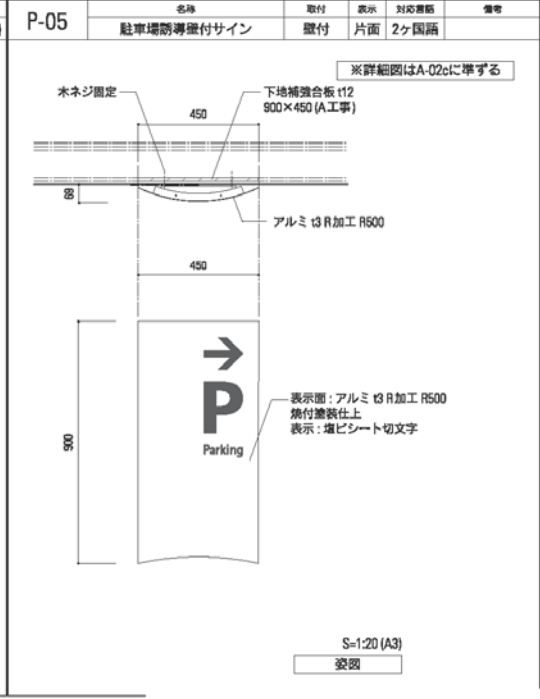 P-05
名称
取付
表示
対応言語
備考
駐車場誘導壁付サイン
壁付
片面
2ヶ国語
※詳細図はA-02cに準ずる
木ネジ固定
下地補強合板 t12
900×450 (A工事)
450
69
アルミ t3 R加工 R500
450
900
→
P
Parking
表示面 : アルミ t3 R加工 R500
焼付塗装仕上
表示 : 塩ビシート切文字
S=1:20 (A3)
姿図